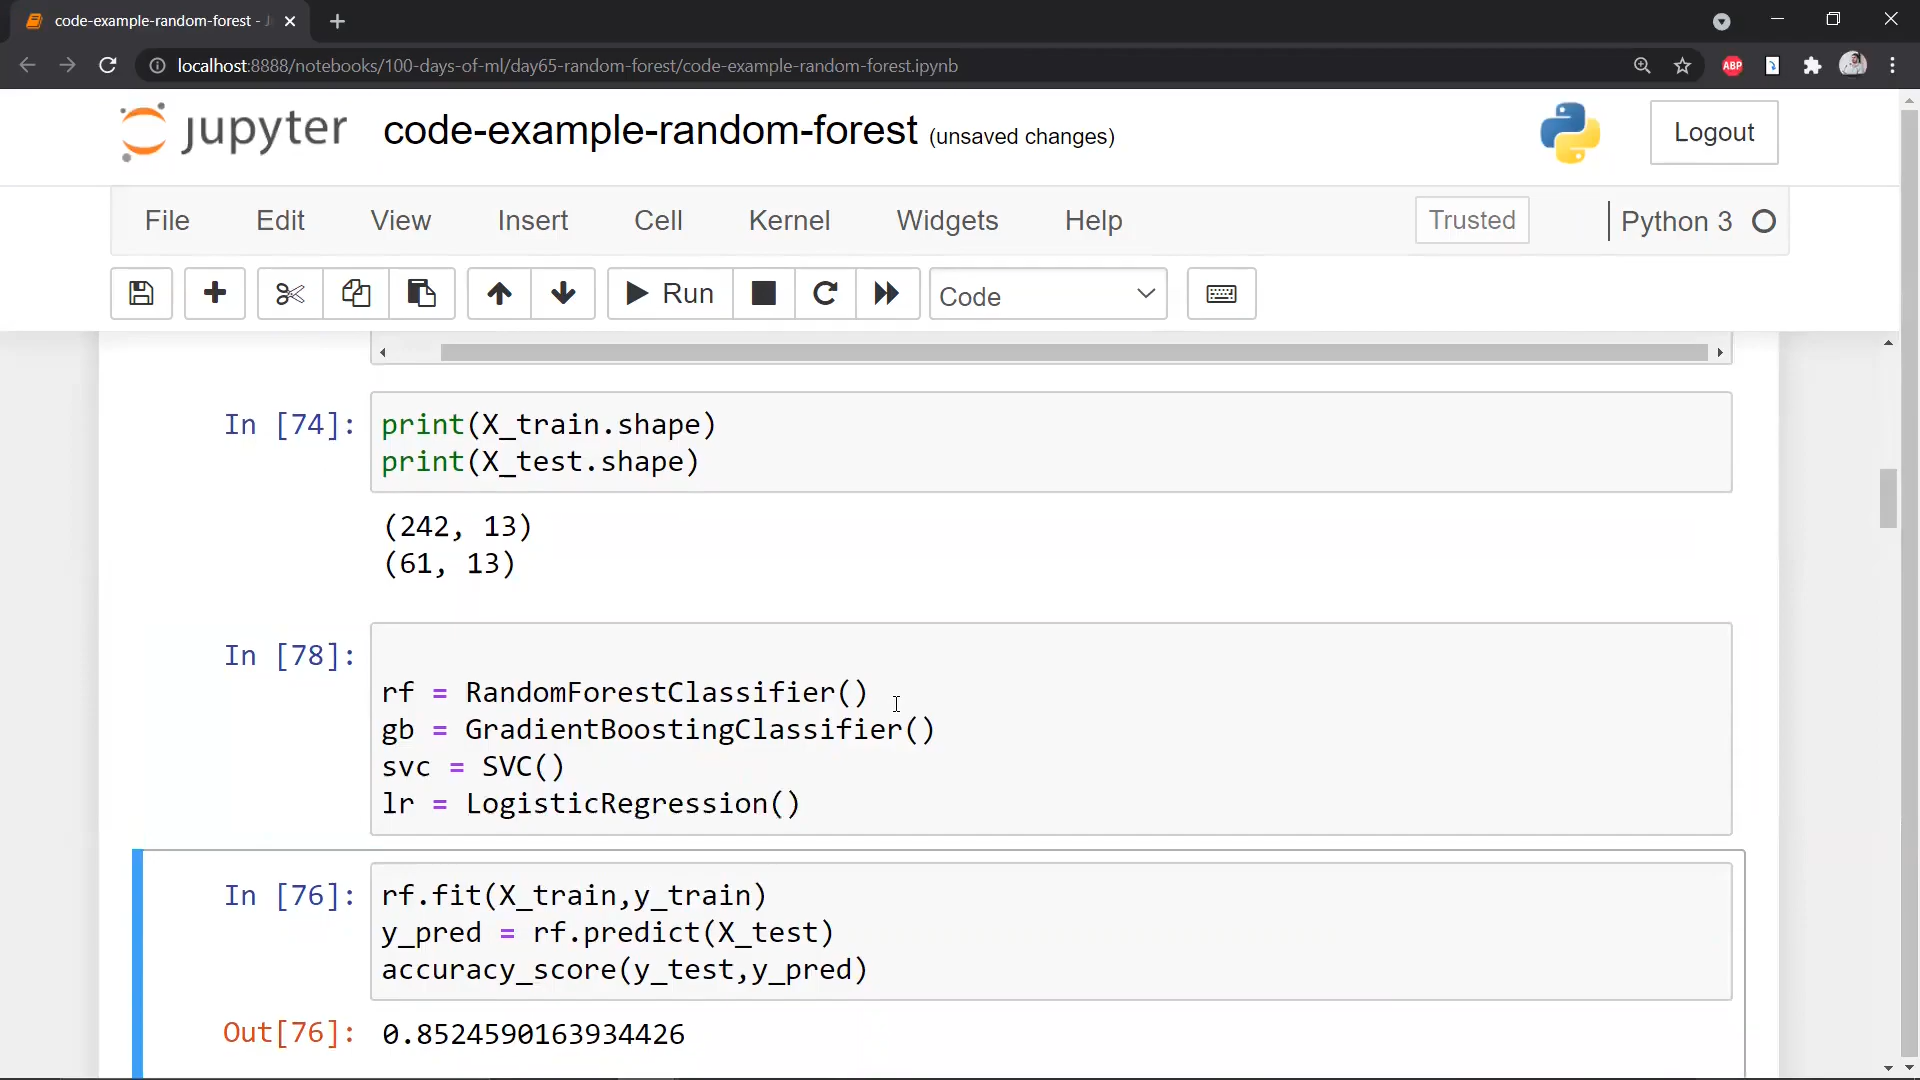 code-example-random-forest - J
localhost:8888/notebooks/100-days-of-ml/day65-random-forest/code-example-random-forest.ipynb
ABP
jupyter code-example-random-forest (unsaved changes)
Logout
File Edit View Insert Cell Kernel Widgets Help Trusted Python 3
Run Code
In [74]: print(X_train.shape)
print(X_test.shape)
(242, 13)
(61, 13)
In [78]:
rf = RandomForestClassifier()
gb = GradientBoostingClassifier()
svc = SVC()
lr = LogisticRegression()
In [76]: rf.fit(X_train,y_train)
y_pred = rf.predict(X_test)
accuracy_score(y_test,y_pred)
Out[76]: 0.8524590163934426